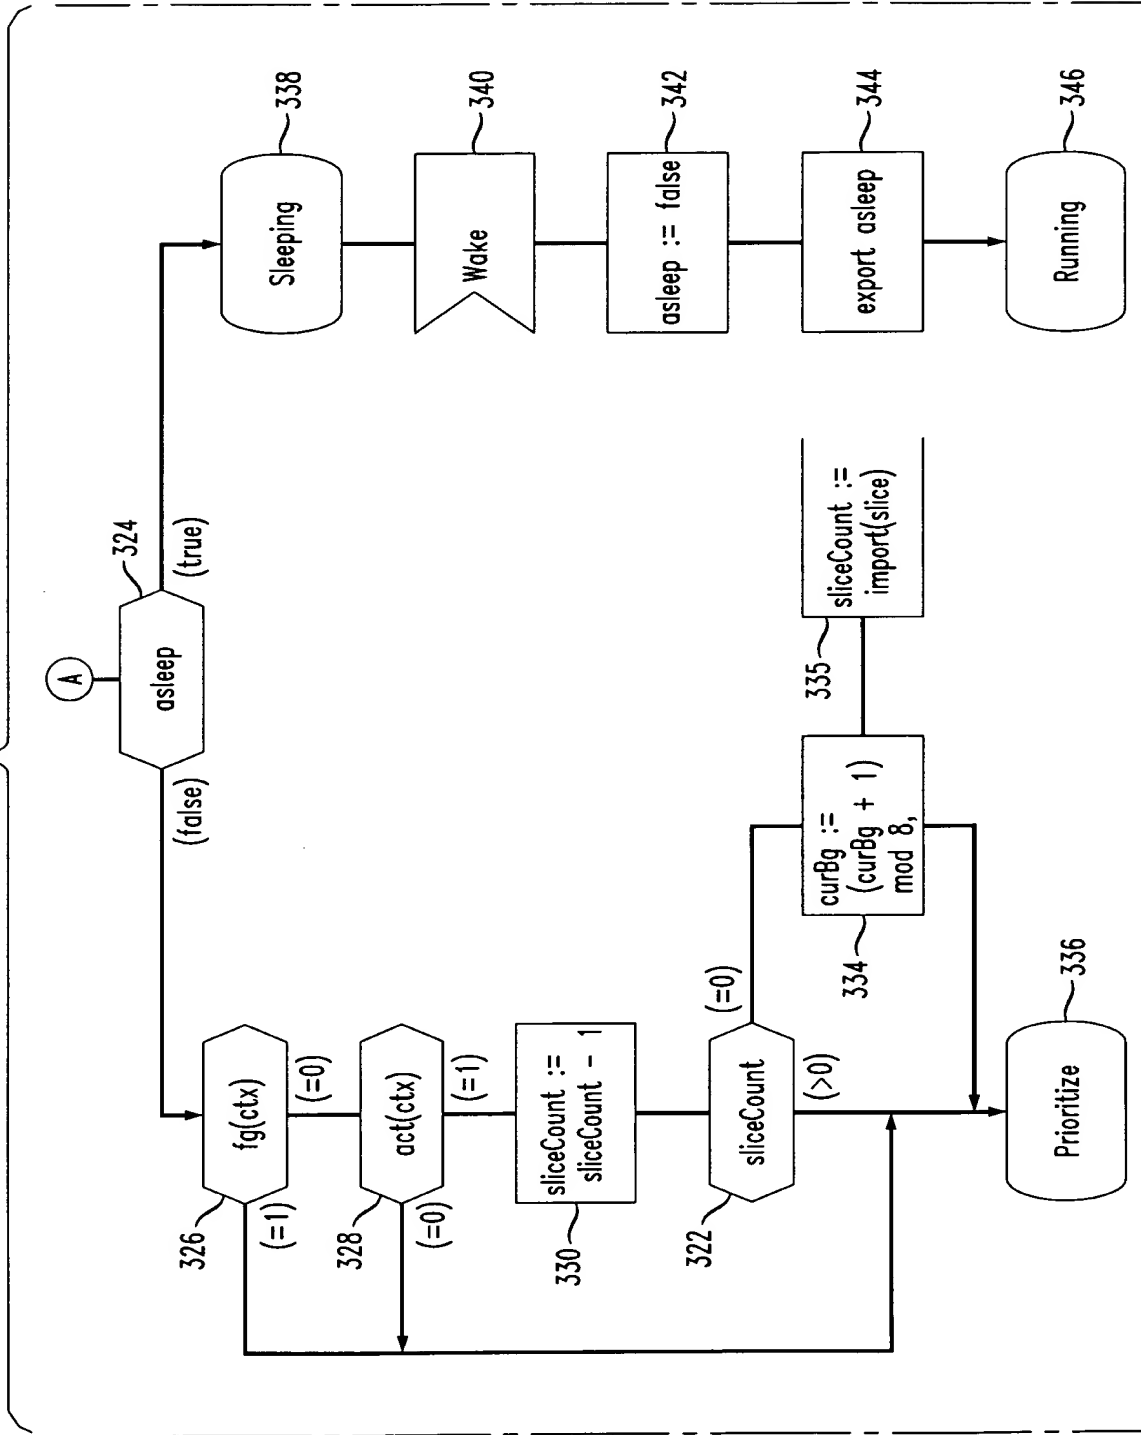 A
324
asleep
(false)
(true)
326
fg(ctx)
(=1)
(=0)
328
act(ctx)
(=0)
(=1)
330
sliceCount :=
sliceCount - 1
322
sliceCount
(=0)
(>0)
334
curBg :=
(curBg + 1)
mod 8,
335
sliceCount :=
import(slice)
336
Prioritize
338
Sleeping
340
Wake
342
asleep := false
344
export asleep
346
Running